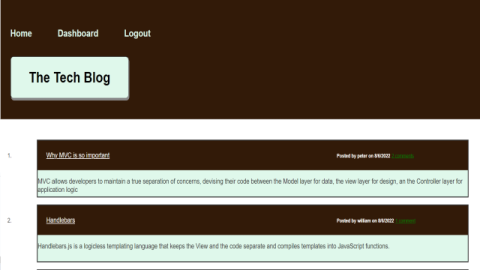 Home Dashboard Logout
The Tech Blog
1.
Why MVC is so important
Posted by peter on 8/6/2022
MVC allows developers to maintain a true separation of concerns, devising their code between the Model layer for data, the view layer for design, an the Controller layer for
application logic
2.
Handlebars
Posted by william on 8/6/2022
Handlebars.js is a logicless templating language that keeps the View and the code separate and compiles templates into JavaScript functions.